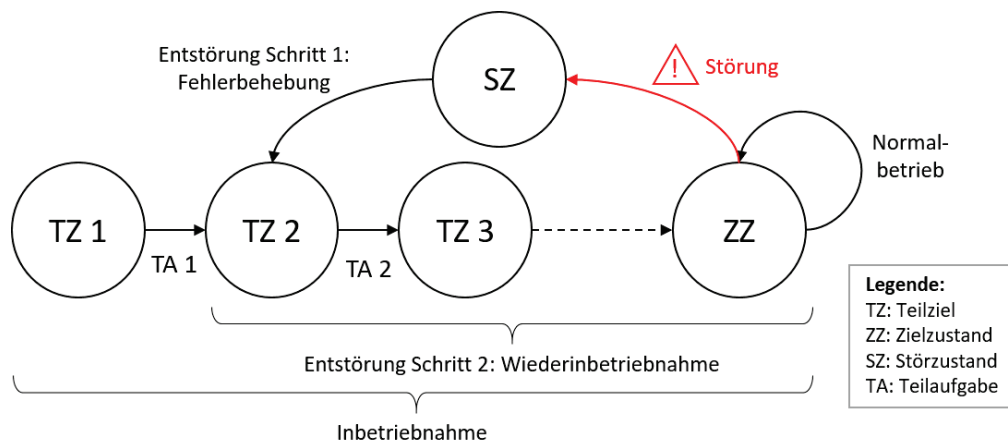 Entstörung Schritt 1:
Fehlerbehebung
SZ
!
Störung
Normal-
betrieb
TZ 1
TA 1
TZ 2
TA 2
TZ 3
ZZ
Entstörung Schritt 2: Wiederinbetriebnahme
Inbetriebnahme
Legende:
TZ: Teilziel
ZZ: Zielzustand
SZ: Störzustand
TA: Teilaufgabe